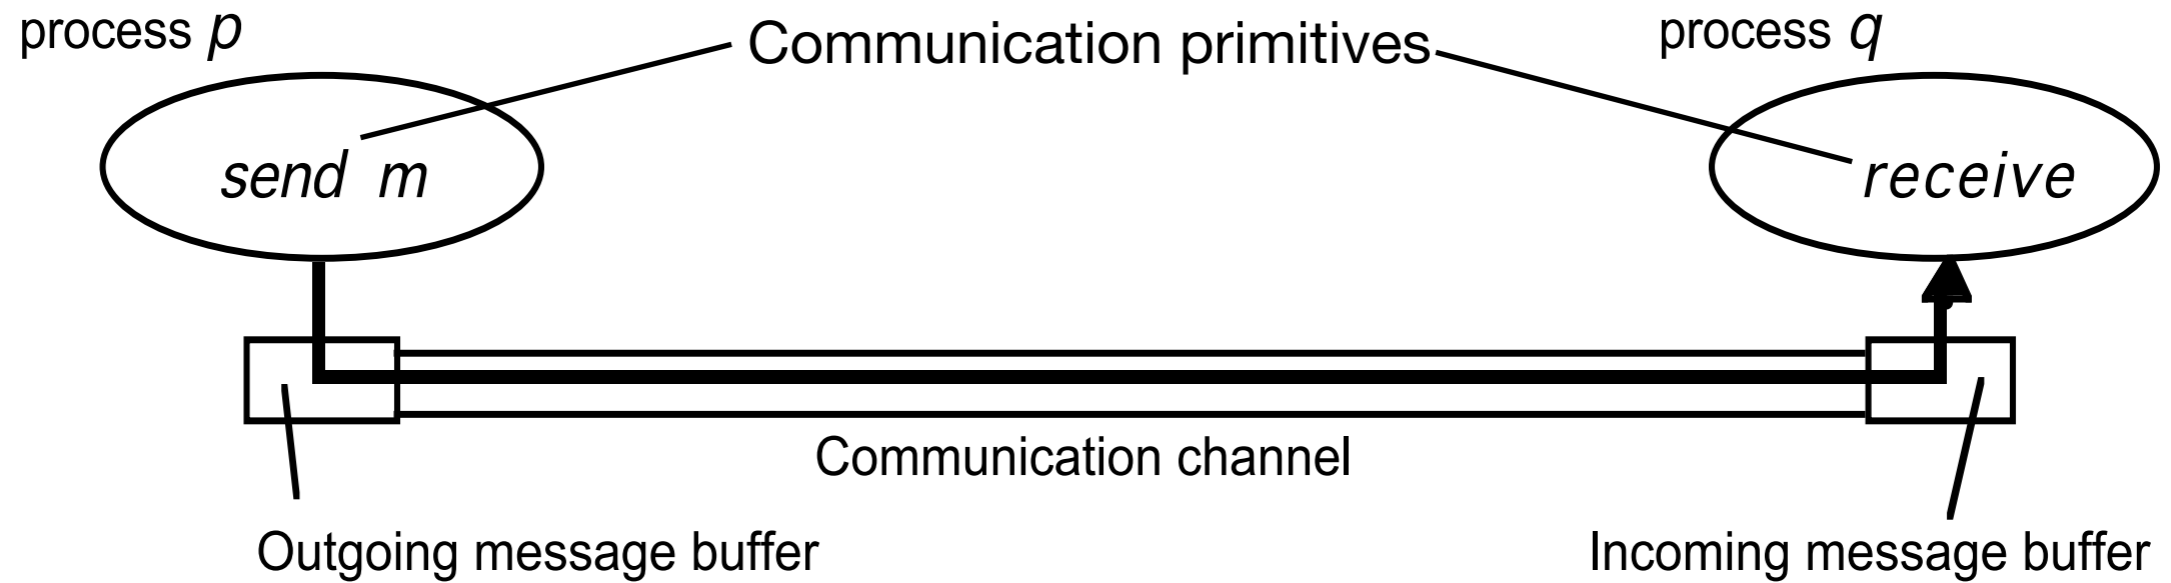 process p
Communication primitives
process q
send m
receive
Communication channel
Outgoing message buffer
Incoming message buffer